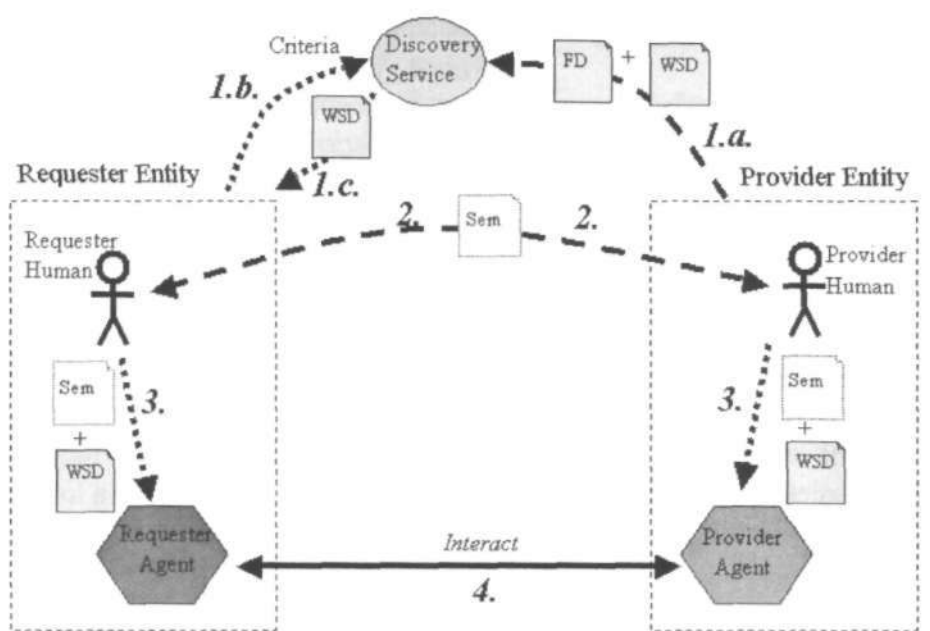 Criteria
Discovery
Service
FD
+
WSD
1.b.
WSD
1.a.
Requester Entity
1.c.
Provider Entity
2.
Sem
2.
Requester
Human
Provider
Human
Sem
+
WSD
3.
3.
Sem
+
WSD
Requester
Agent
Interact
4.
Provider
Agent